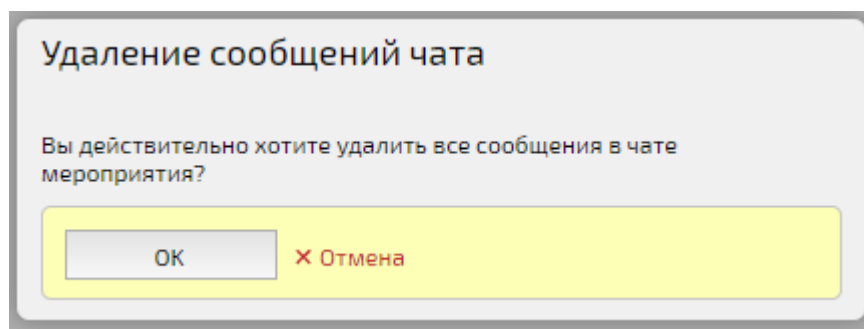 Удаление сообщений чата
Вы действительно хотите удалить все сообщения в чате
мероприятия?
ОК
× Отмена